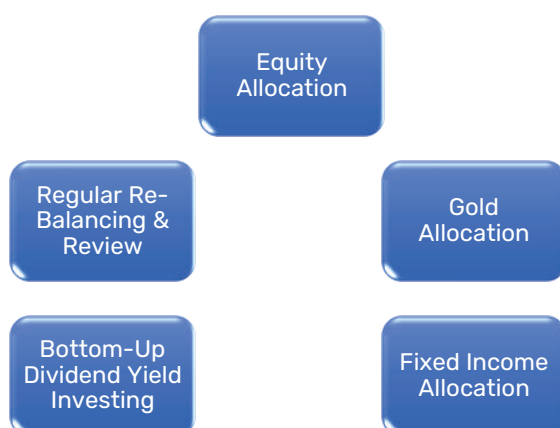 Equity
Allocation
Regular Re-
Balancing &
Review
Gold
Allocation
Bottom-Up
Dividend Yield
Investing
Fixed Income
Allocation